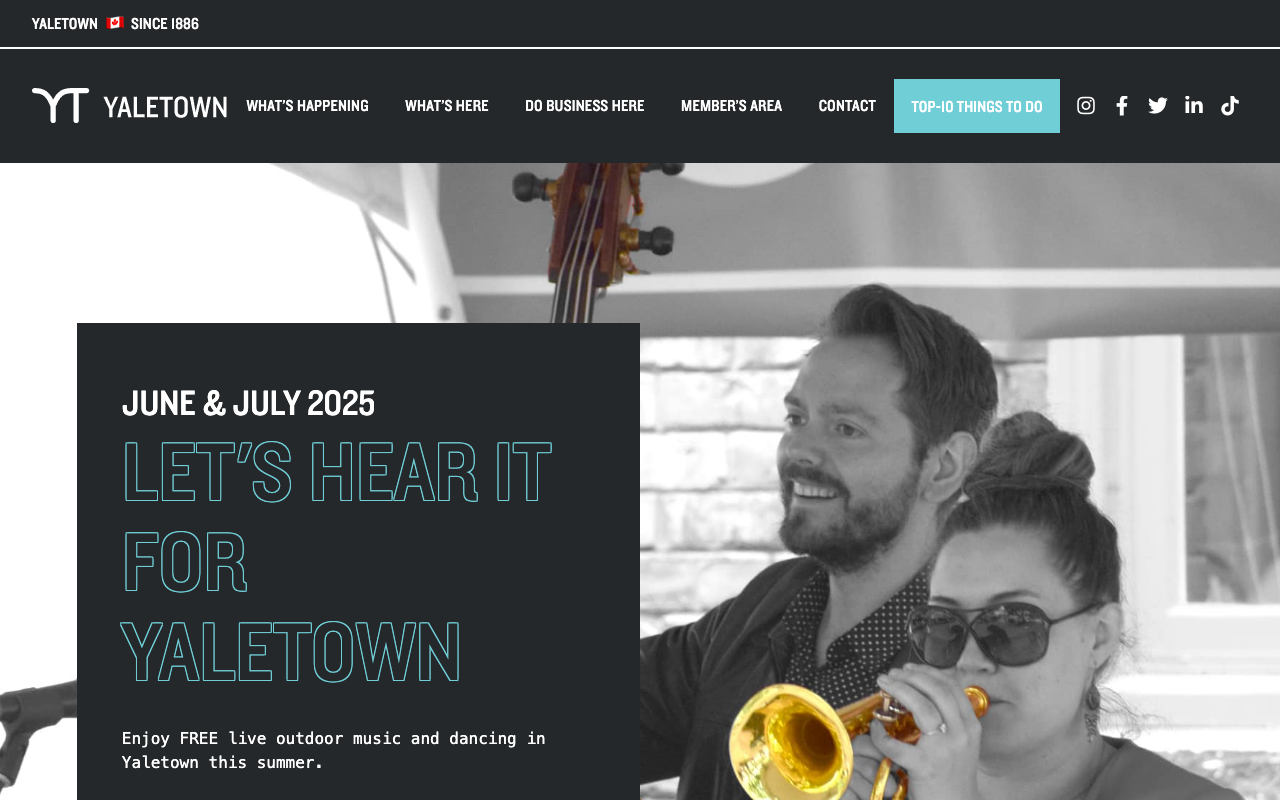 YALETOWN 🇨🇦 SINCE 1886
YT YALETOWN
WHAT'S HAPPENING
WHAT'S HERE
DO BUSINESS HERE
MEMBER'S AREA
CONTACT
TOP-10 THINGS TO DO
JUNE & JULY 2025
LET'S HEAR IT
FOR
YALETOWN
Enjoy FREE live outdoor music and dancing in
Yaletown this summer.